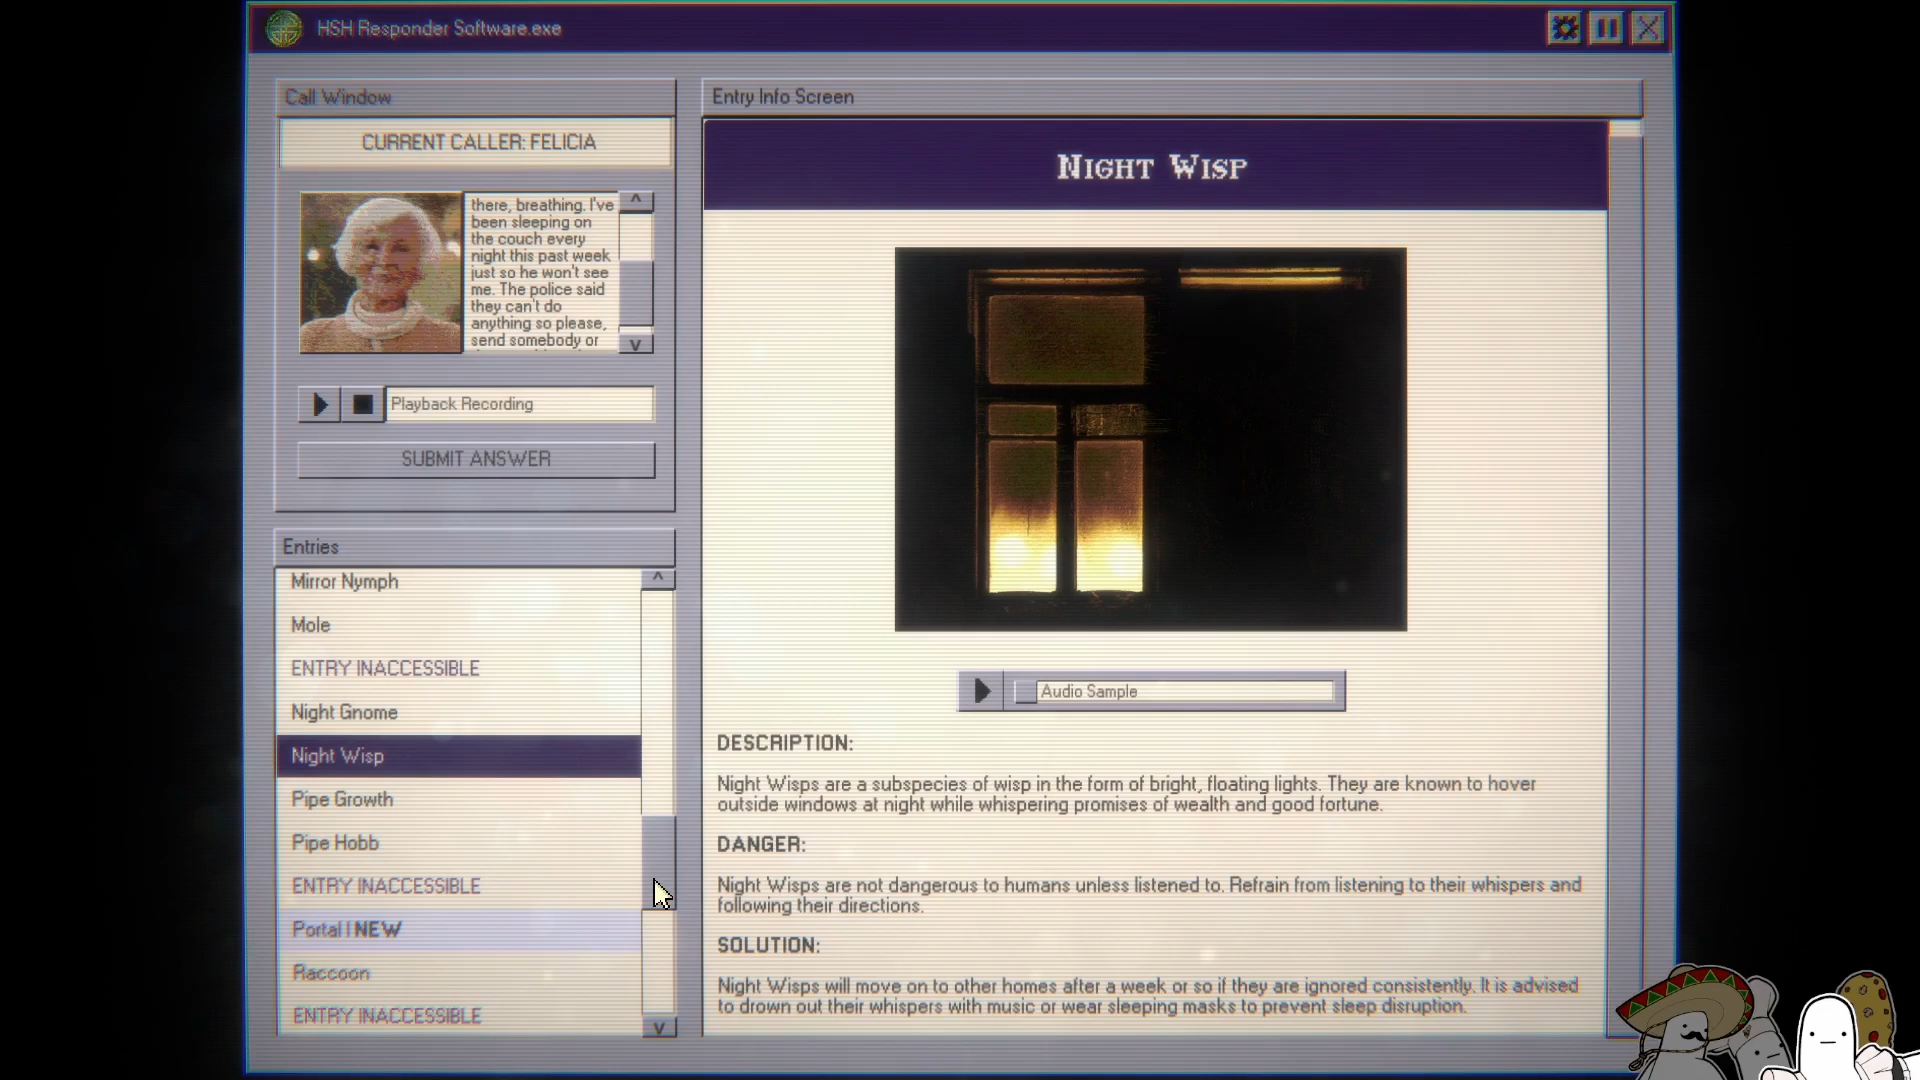 HSH Responder Software.exe
Call Window
CURRENT CALLER: FELICIA
there, breathing. I've
been sleeping on
the couch every
night this past week
just so he won't see
me. The police said
they can't do
anything so please,
send somebody or
Playback Recording
SUBMIT ANSWER
Entries
Mirror Nymph
Mole
ENTRY INACCESSIBLE
Night Gnome
Night Wisp
Pipe Growth
Pipe Hobb
ENTRY INACCESSIBLE
Portal | NEW
Raccoon
ENTRY INACCESSIBLE
Entry Info Screen
Night Wisp
Audio Sample
DESCRIPTION:
Night Wisps are a subspecies of wisp in the form of bright, floating lights. They are known to hover
outside windows at night while whispering promises of wealth and good fortune.
DANGER:
Night Wisps are not dangerous to humans unless listened to. Refrain from listening to their whispers and
following their directions.
SOLUTION:
Night Wisps will move on to other homes after a week or so if they are ignored consistently. It is advised
to drown out their whispers with music or wear sleeping masks to prevent sleep disruption.